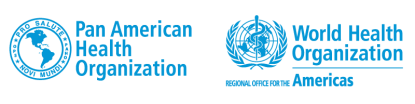 PRO SALUTE
NOVI MUNDI
Pan American
Health
Organization
World Health
Organization
REGIONAL OFFICE FOR THE Americas